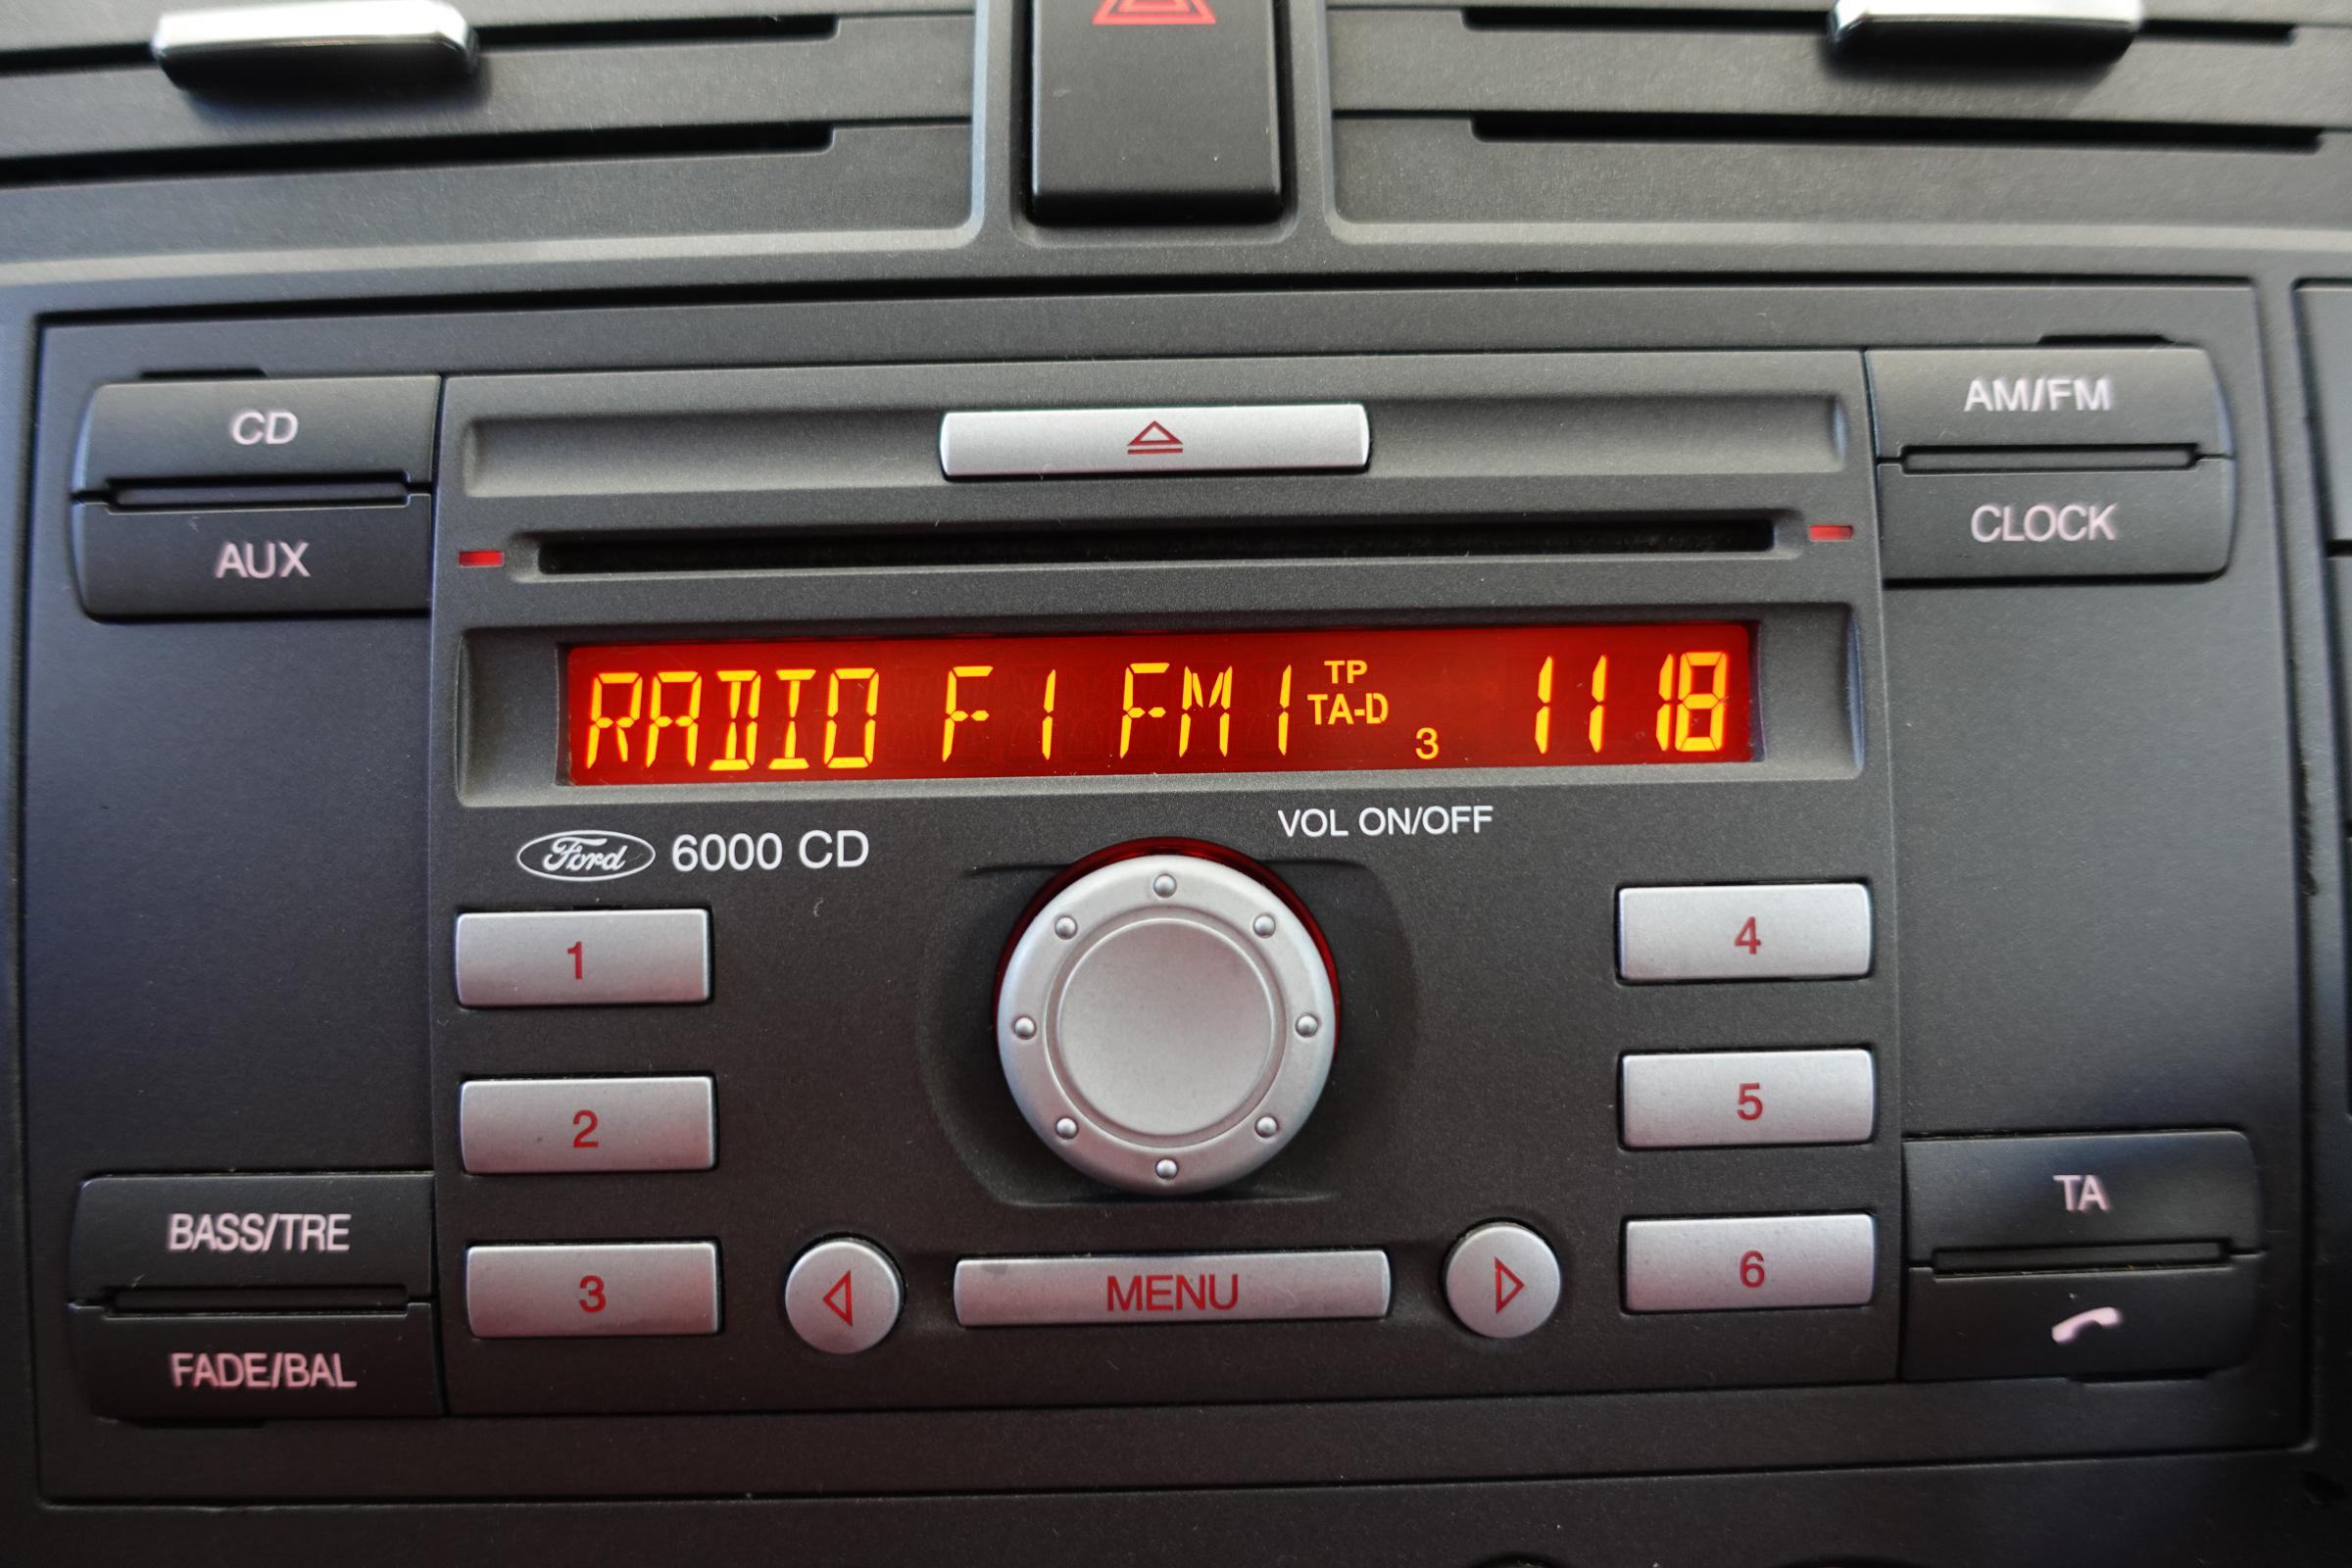 CD
AUX
AM/FM
CLOCK
RADIO F1 FM1 TP TA-D 3 11 18
Ford 6000 CD
VOL ON/OFF
1
4
2
5
3
MENU
6
BASS/TRE
FADE/BAL
TA